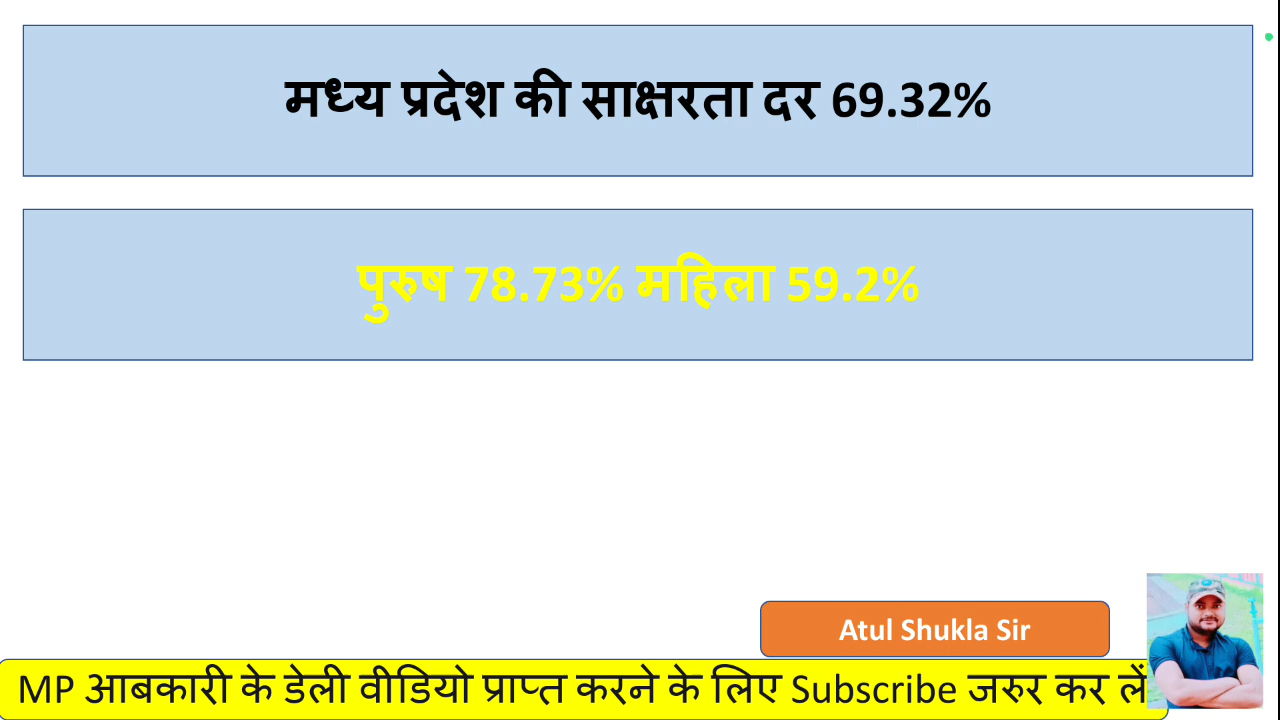 मध्य प्रदेश की साक्षरता दर 69.32%
पुरुष 78.73% महिला 59.2%
Atul Shukla Sir
MP आबकारी के डेली वीडियो प्राप्त करने के लिए Subscribe जरुर कर लें